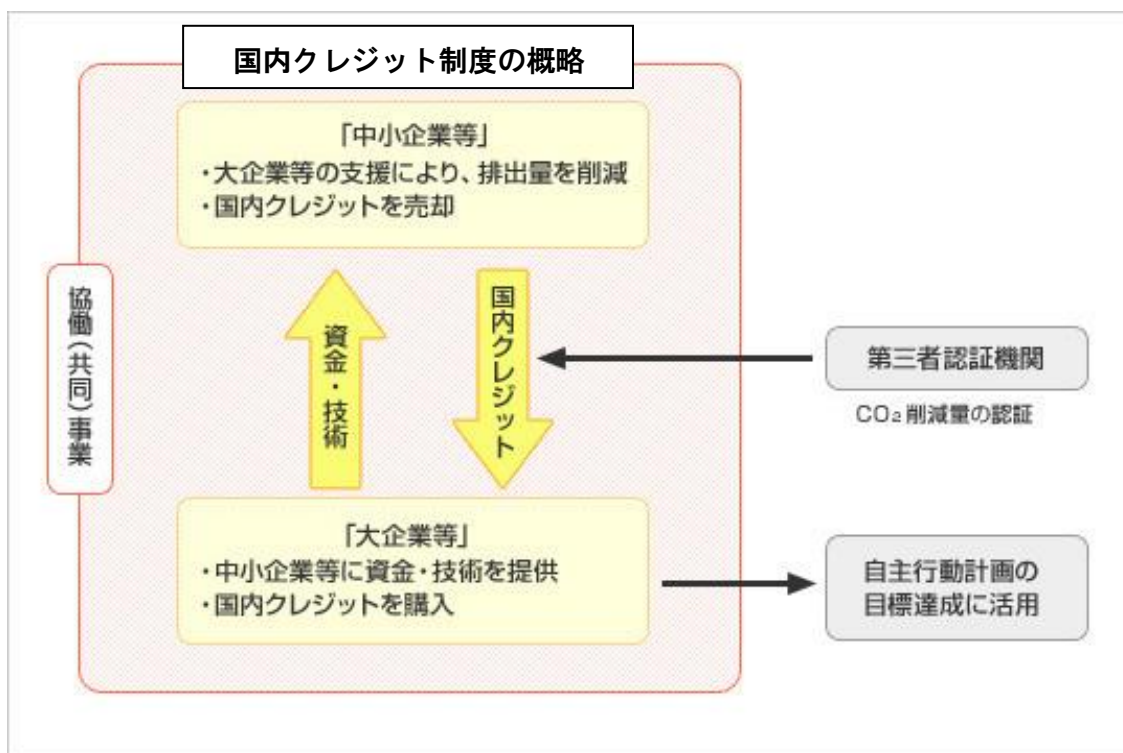 国内クレジット制度の概略
「中小企業等」
・大企業等の支援により、排出量を削減
・国内クレジットを売却
協働(共同)事業
資金・技術
国内クレジット
第三者認証機関
CO₂削減量の認証
「大企業等」
・中小企業等に資金・技術を提供
・国内クレジットを購入
自主行動計画の
目標達成に活用